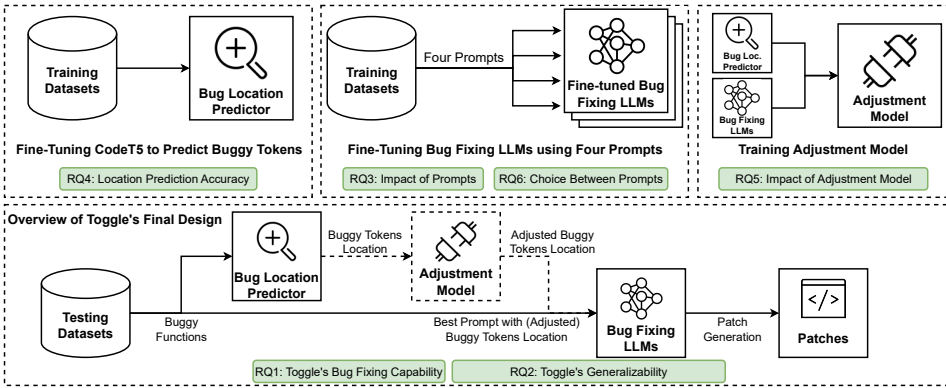 Training
Datasets
Bug Location
Predictor
Fine-Tuning CodeT5 to Predict Buggy Tokens
RQ4: Location Prediction Accuracy
Training
Datasets
Four Prompts
Fine-tuned Bug
Fixing LLMs
Fine-Tuning Bug Fixing LLMs using Four Prompts
RQ3: Impact of Prompts
RQ6: Choice Between Prompts
Bug Loc.
Predictor
Bug Fixing
LLMs
Adjustment
Model
Training Adjustment Model
RQ5: Impact of Adjustment Model
Overview of Toggle's Final Design
Testing
Datasets
Buggy
Functions
Bug Location
Predictor
Buggy Tokens
Location
Adjustment
Model
Adjusted Buggy
Tokens Location
Best Prompt with (Adjusted)
Buggy Tokens Location
Bug Fixing
LLMs
Patch
Generation
</>
Patches
RQ1: Toggle's Bug Fixing Capability
RQ2: Toggle's Generalizability